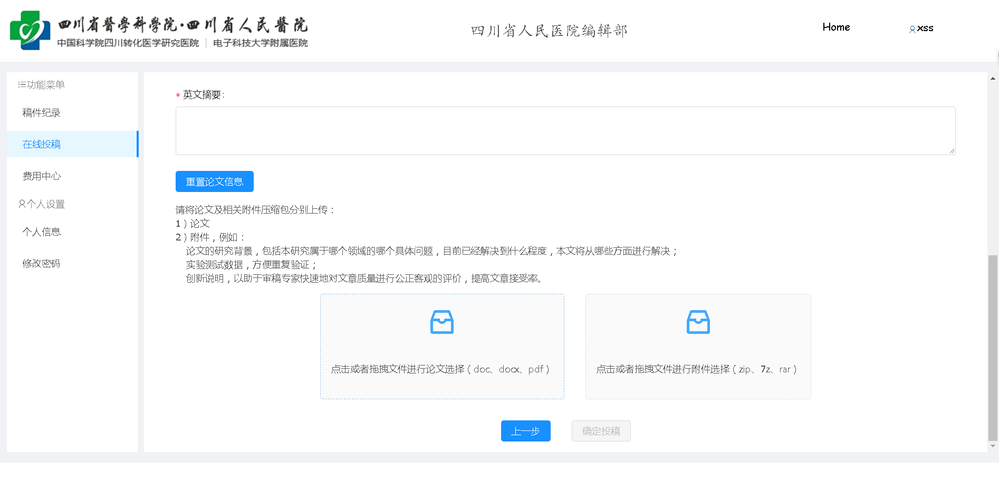 四川省醫學科学院·四川省人民醫院
中国科学院四川转化医学研究医院 | 电子科技大学附属医院
四川省人民医院编辑部
Home
xss
功能菜单
稿件纪录
在线投稿
费用中心
个人设置
个人信息
修改密码
* 英文摘要:
重置论文信息
请将论文及相关附件压缩包分别上传：
1）论文
2）附件，例如：
论文的研究背景，包括本研究属于哪个领域的哪个具体问题，目前已经解决到什么程度，本文将从哪些方面进行解决；
实验测试数据，方便重复验证；
创新说明，以助于审稿专家快速地对文章质量进行公正客观的评价，提高文章接受率。
点击或者拖拽文件进行论文选择（doc、docx、pdf）
点击或者拖拽文件进行附件选择（zip、7z、rar）
上一步
确定投稿